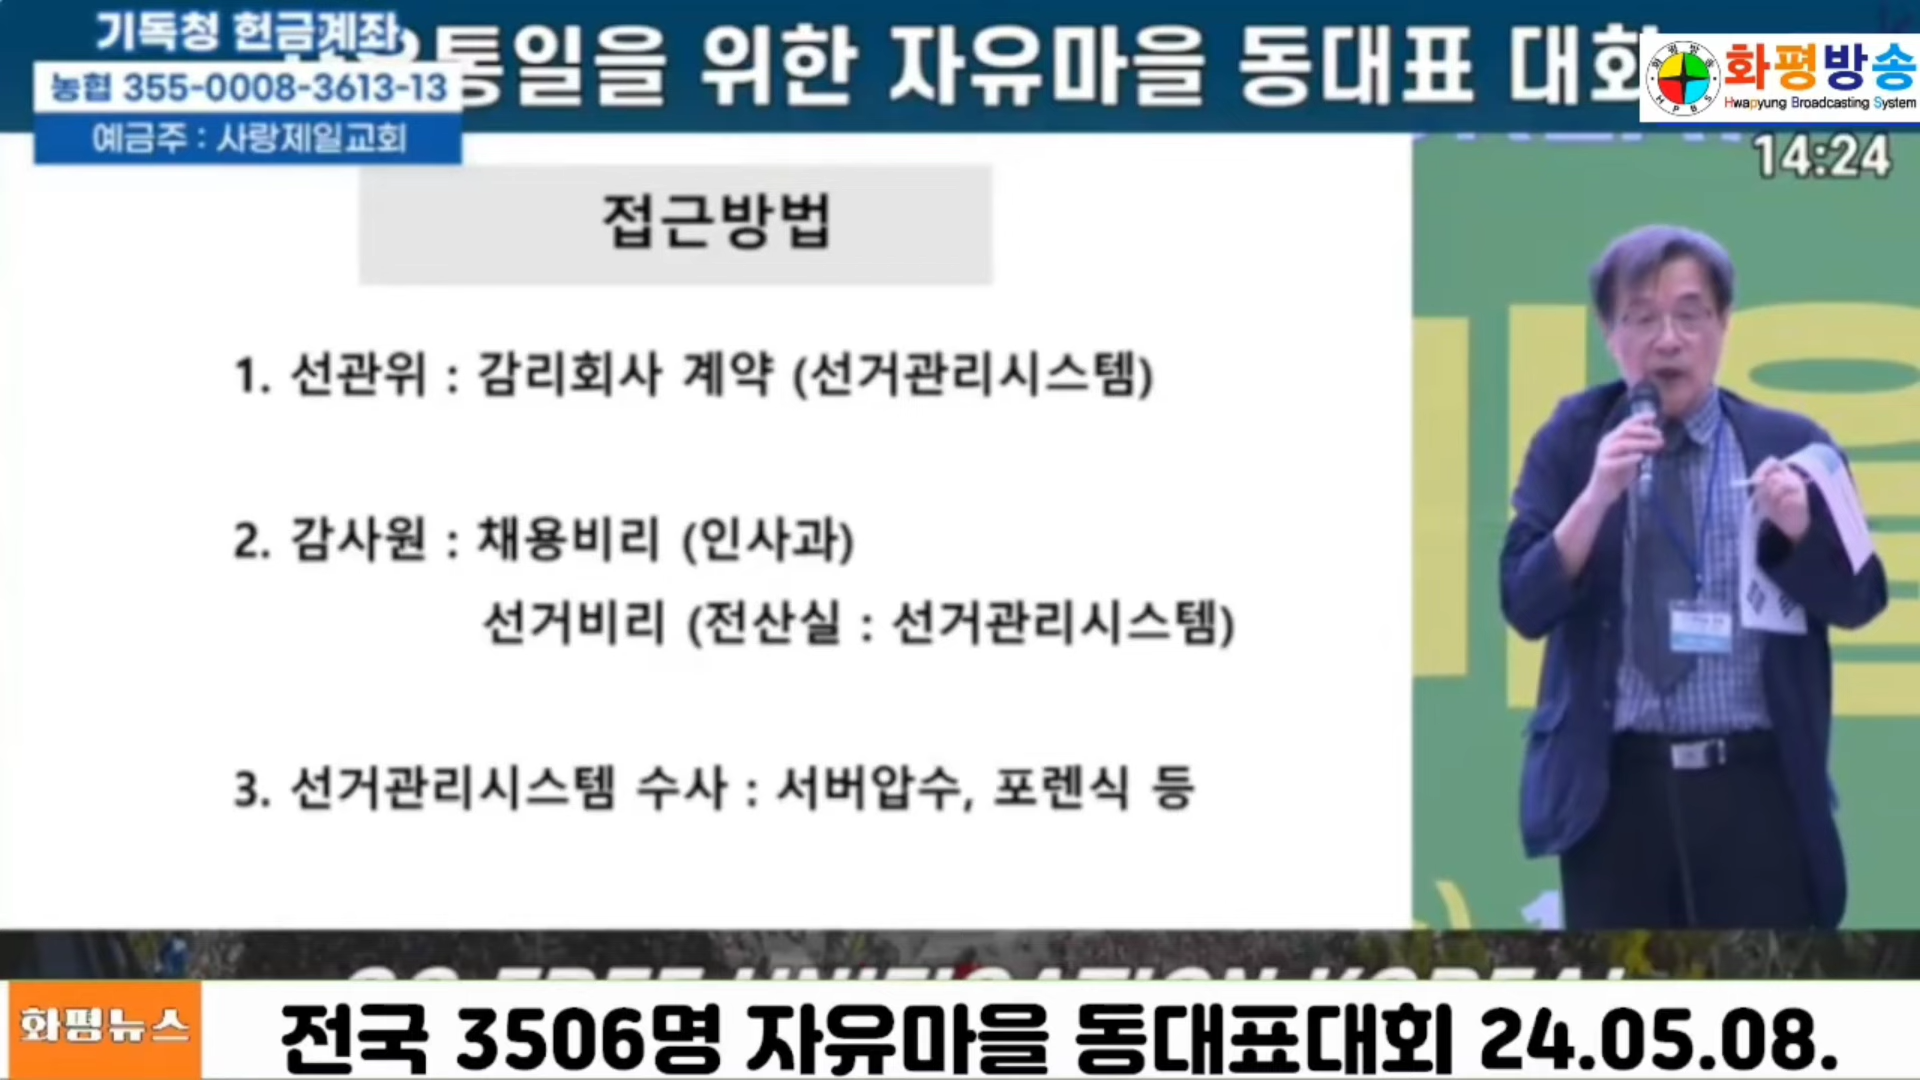 기독청 헌금계좌
농협 355-0008-3613-13
예금주 : 사랑제일교회
통일을 위한 자유마을 동대표 대회
화평방송
HPBS
Hwapyung Broadcasting System
14:24
접근방법
1. 선관위 : 감리회사 계약 (선거관리시스템)
2. 감사원 : 채용비리 (인사과)
선거비리 (전산실 : 선거관리시스템)
3. 선거관리시스템 수사 : 서버압수, 포렌식 등
화평뉴스
전국 3506명 자유마을 동대표대회 24.05.08.